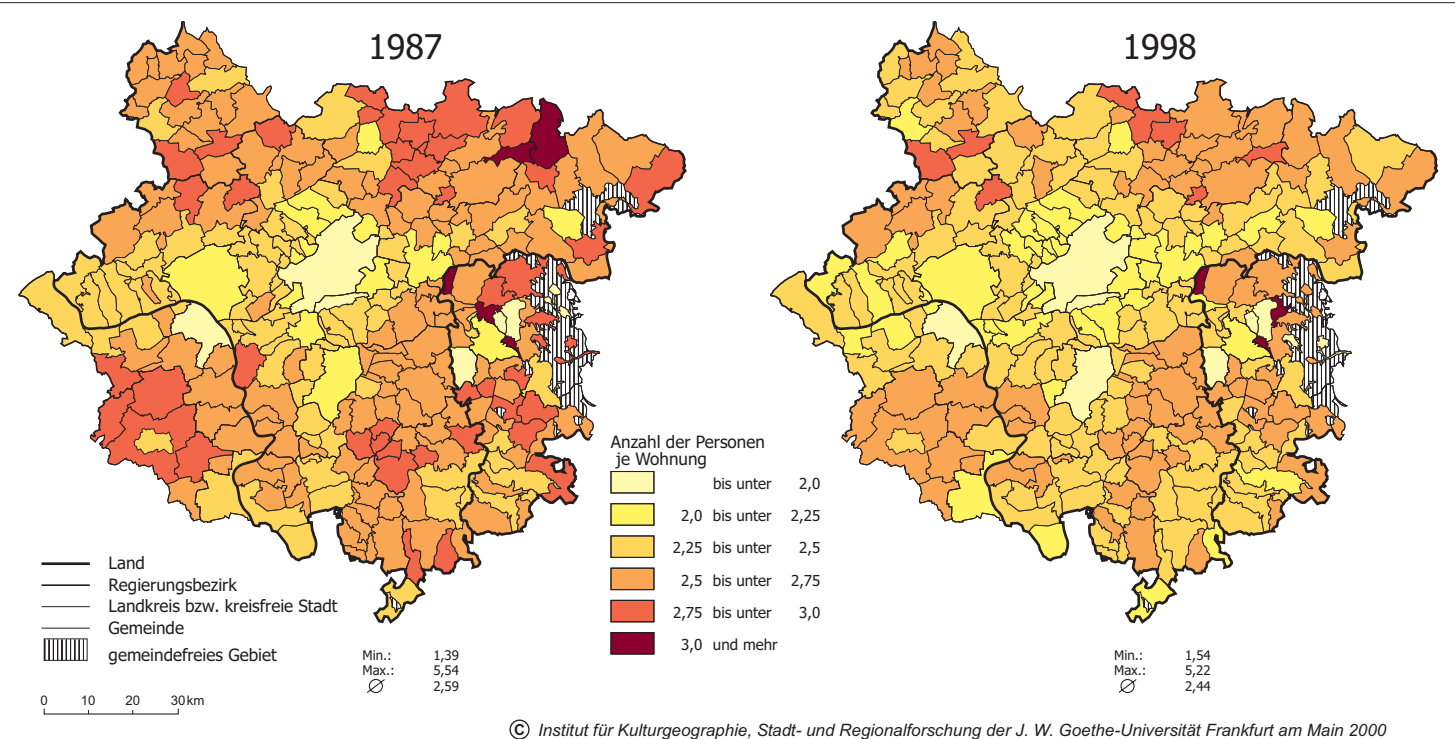 1987
1998
Anzahl der Personen
je Wohnung
bis unter 2,0
2,0 bis unter 2,25
2,25 bis unter 2,5
2,5 bis unter 2,75
2,75 bis unter 3,0
3,0 und mehr
Land
Regierungsbezirk
Landkreis bzw. kreisfreie Stadt
Gemeinde
gemeindefreies Gebiet
0 10 20 30 km
Min.: 1,39
Max.: 5,54
∅ 2,59
Min.: 1,54
Max.: 5,22
∅ 2,44
© Institut für Kulturgeographie, Stadt- und Regionalforschung der J. W. Goethe-Universität Frankfurt am Main 2000